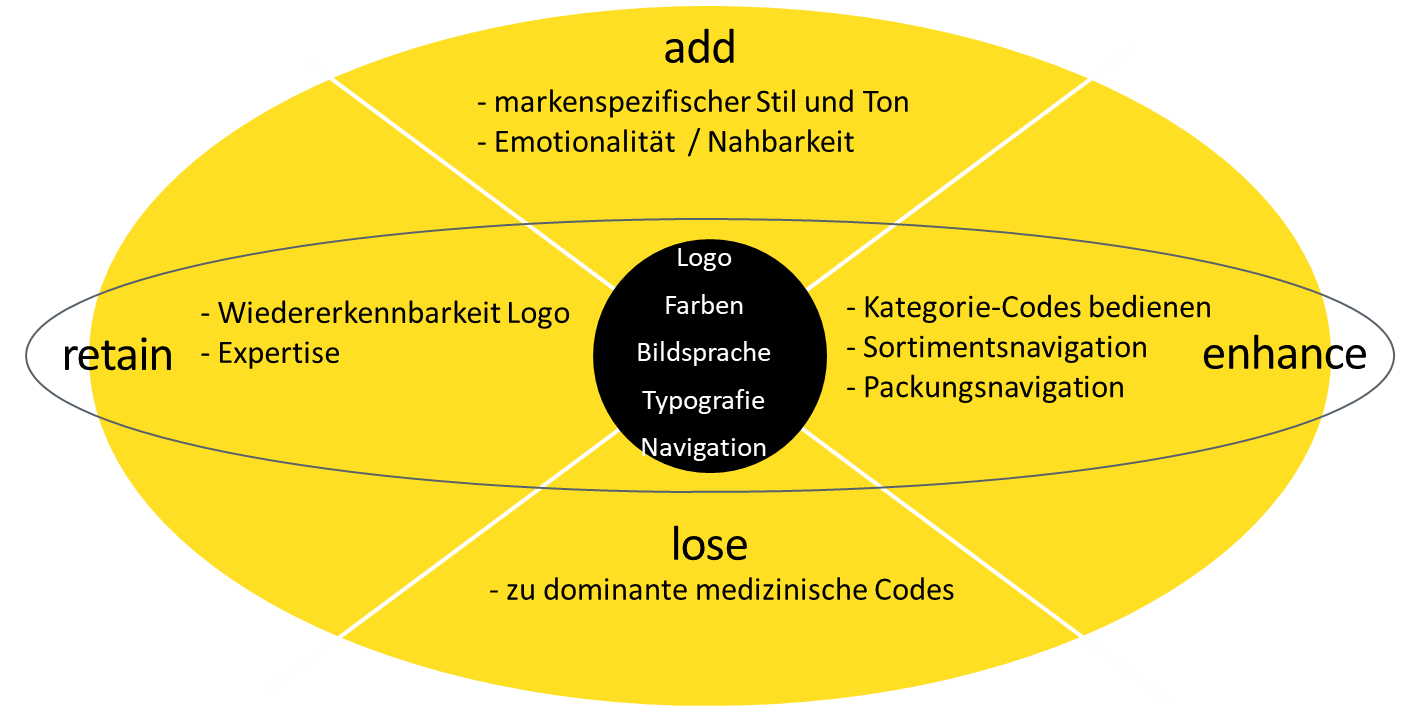 add
- markenspezifischer Stil und Ton
- Emotionalität / Nahbarkeit
retain
- Wiedererkennbarkeit Logo
- Expertise
Logo
Farben
Bildsprache
Typografie
Navigation
- Kategorie-Codes bedienen
- Sortimentsnavigation
- Packungsnavigation
enhance
lose
- zu dominante medizinische Codes